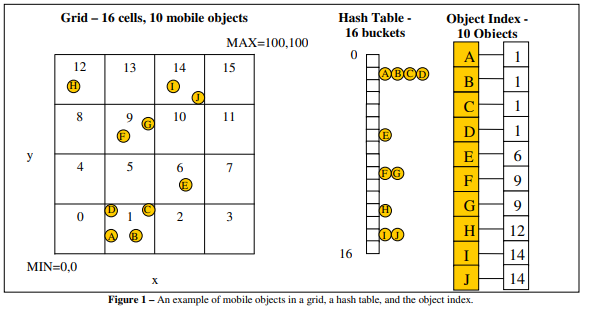 Grid – 16 cells, 10 mobile objects
MAX=100,100
12 13 14 15
H I J
8 9 10 11
F G
4 5 6 7
E
0 1 2 3
D C
A B
y
x
MIN=0,0
Hash Table -
16 buckets
0
A B C D
E
F G
H
I J
16
Object Index -
10 Objects
A 1
B 1
C 1
D 1
E 6
F 9
G 9
H 12
I 14
J 14
Figure 1 – An example of mobile objects in a grid, a hash table, and the object index.